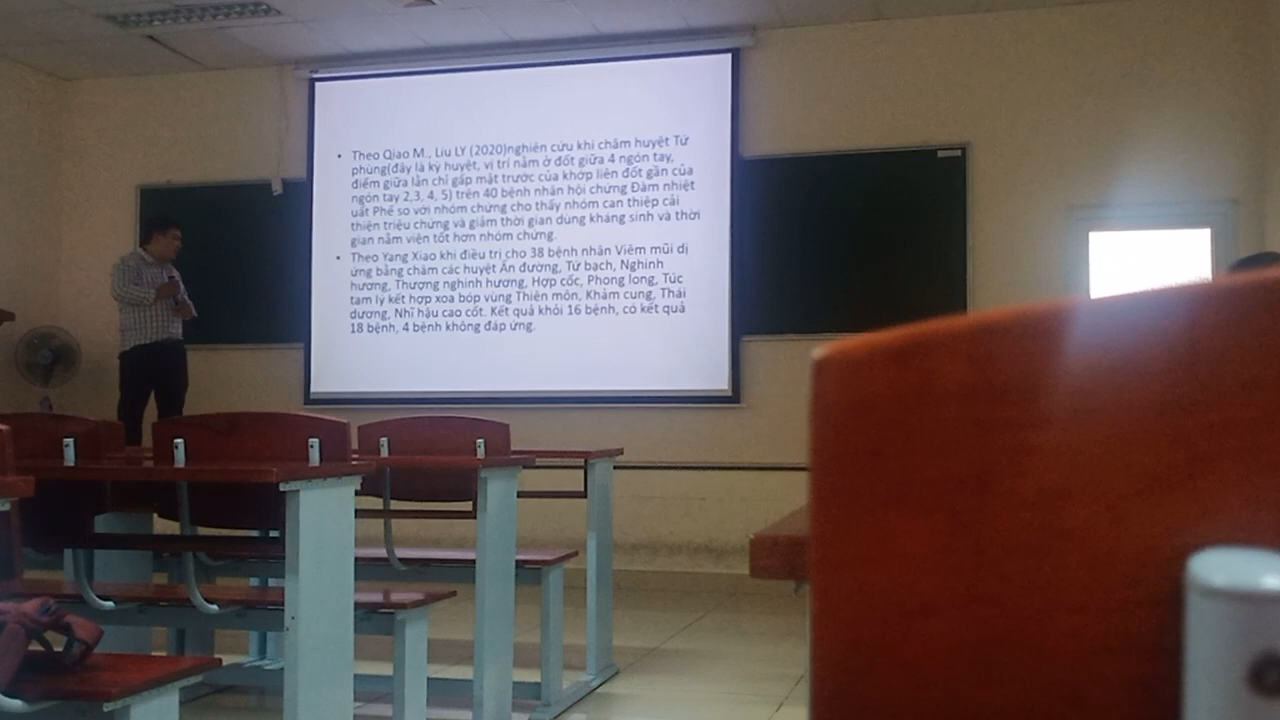 • Theo Qiao M., Liu LY (2020)nghiên cứu khi châm huyệt Tứ
phùng(đây là kỳ huyệt, vị trí nằm ở đốt giữa 4 ngón tay,
điểm giữa lằn chỉ gấp mặt trước của khớp liên đốt gần của
ngón tay 2,3, 4, 5) trên 40 bệnh nhân hội chứng Đàm nhiệt
uất Phế so với nhóm chứng cho thấy nhóm can thiệp cải
thiện triệu chứng và giảm thời gian dùng kháng sinh và thời
gian nằm viện tốt hơn nhóm chứng.
• Theo Yang Xiao khi điều trị cho 38 bệnh nhân Viêm mũi dị
ứng bằng châm các huyệt Ấn đường, Tứ bạch, Nghinh
hương, Thượng nghinh hương, Hợp cốc, Phong long, Túc
tam lý kết hợp xoa bóp vùng Thiên môn, Khảm cung, Thái
dương, Nhĩ hậu cao cốt. Kết quả khỏi 16 bệnh, có kết quả
18 bệnh, 4 bệnh không đáp ứng.